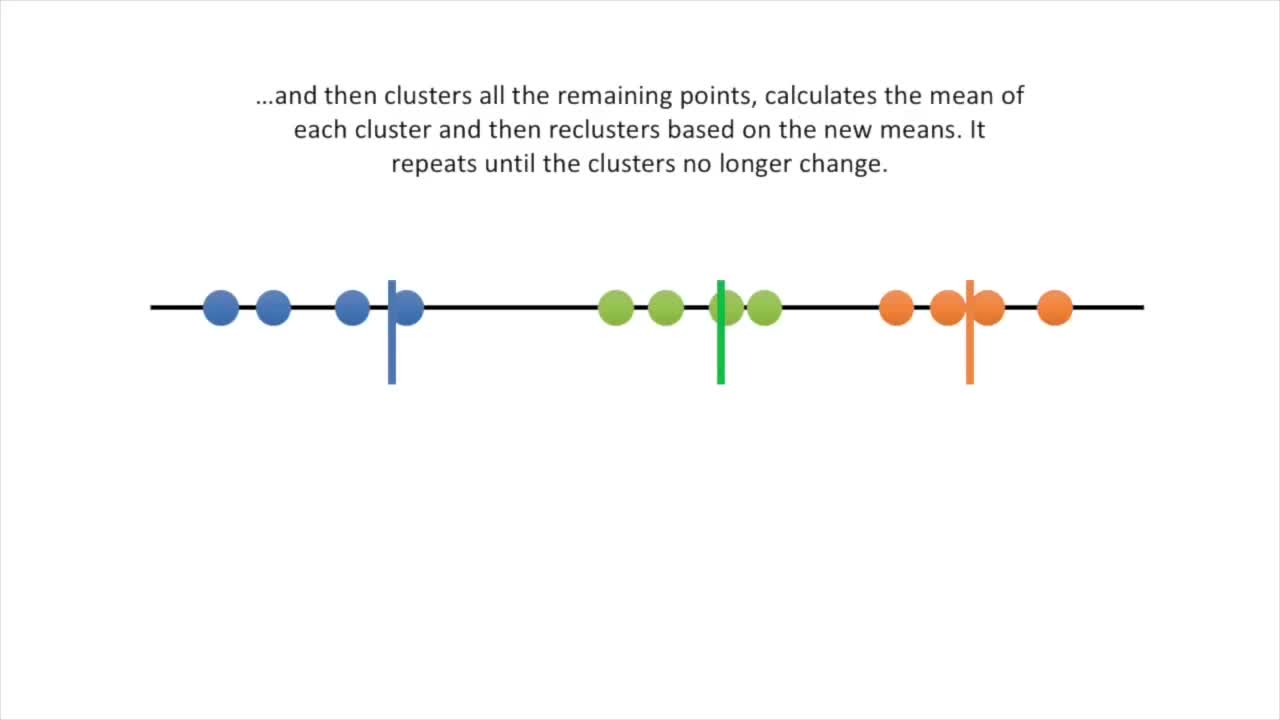 ...and then clusters all the remaining points, calculates the mean of
each cluster and then reclusters based on the new means. It
repeats until the clusters no longer change.